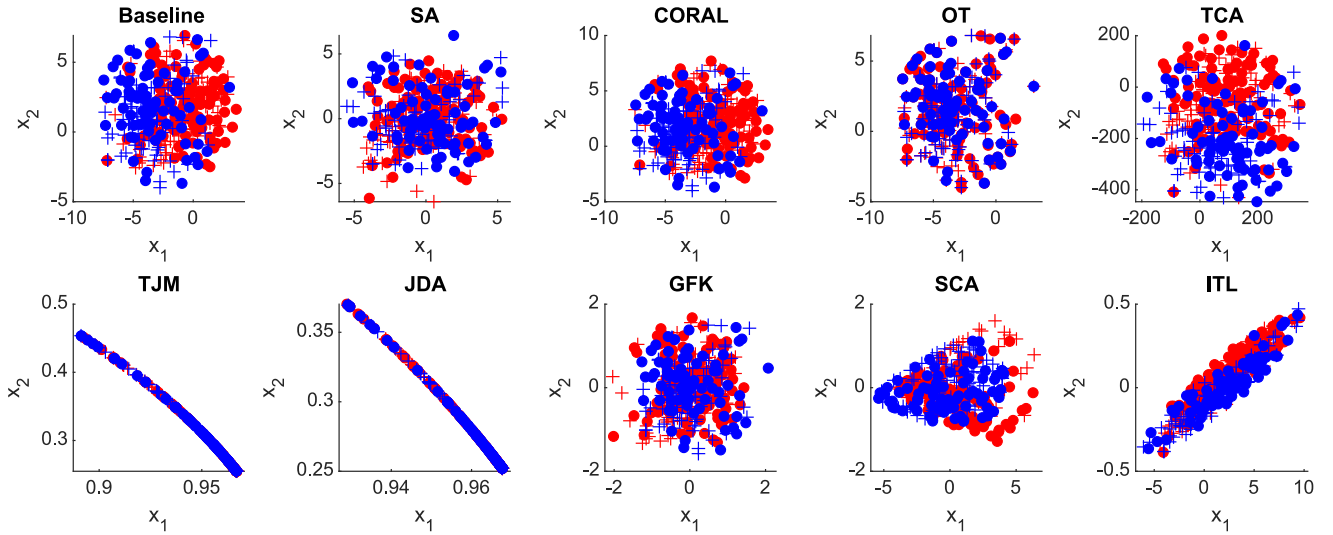 Baseline SA CORAL OT TCA
5 0 -5
-10 -5 0
x₁
x₂
5 0 -5
-5 0 5
x₁
x₂
10 5 0 -5
-10 -5 0
x₁
x₂
5 0 -5
-10 -5 0
x₁
x₂
200 0 -200 -400
-200 0 200
x₁
x₂
TJM JDA GFK SCA ITL
0.5 0.4 0.3
0.9 0.95
x₁
x₂
0.35 0.3 0.25
0.94 0.96
x₁
x₂
2 0 -2
-2 0 2
x₁
x₂
2 0 -2
-5 0 5
x₁
x₂
0.5 0 -0.5
-5 0 5 10
x₁
x₂